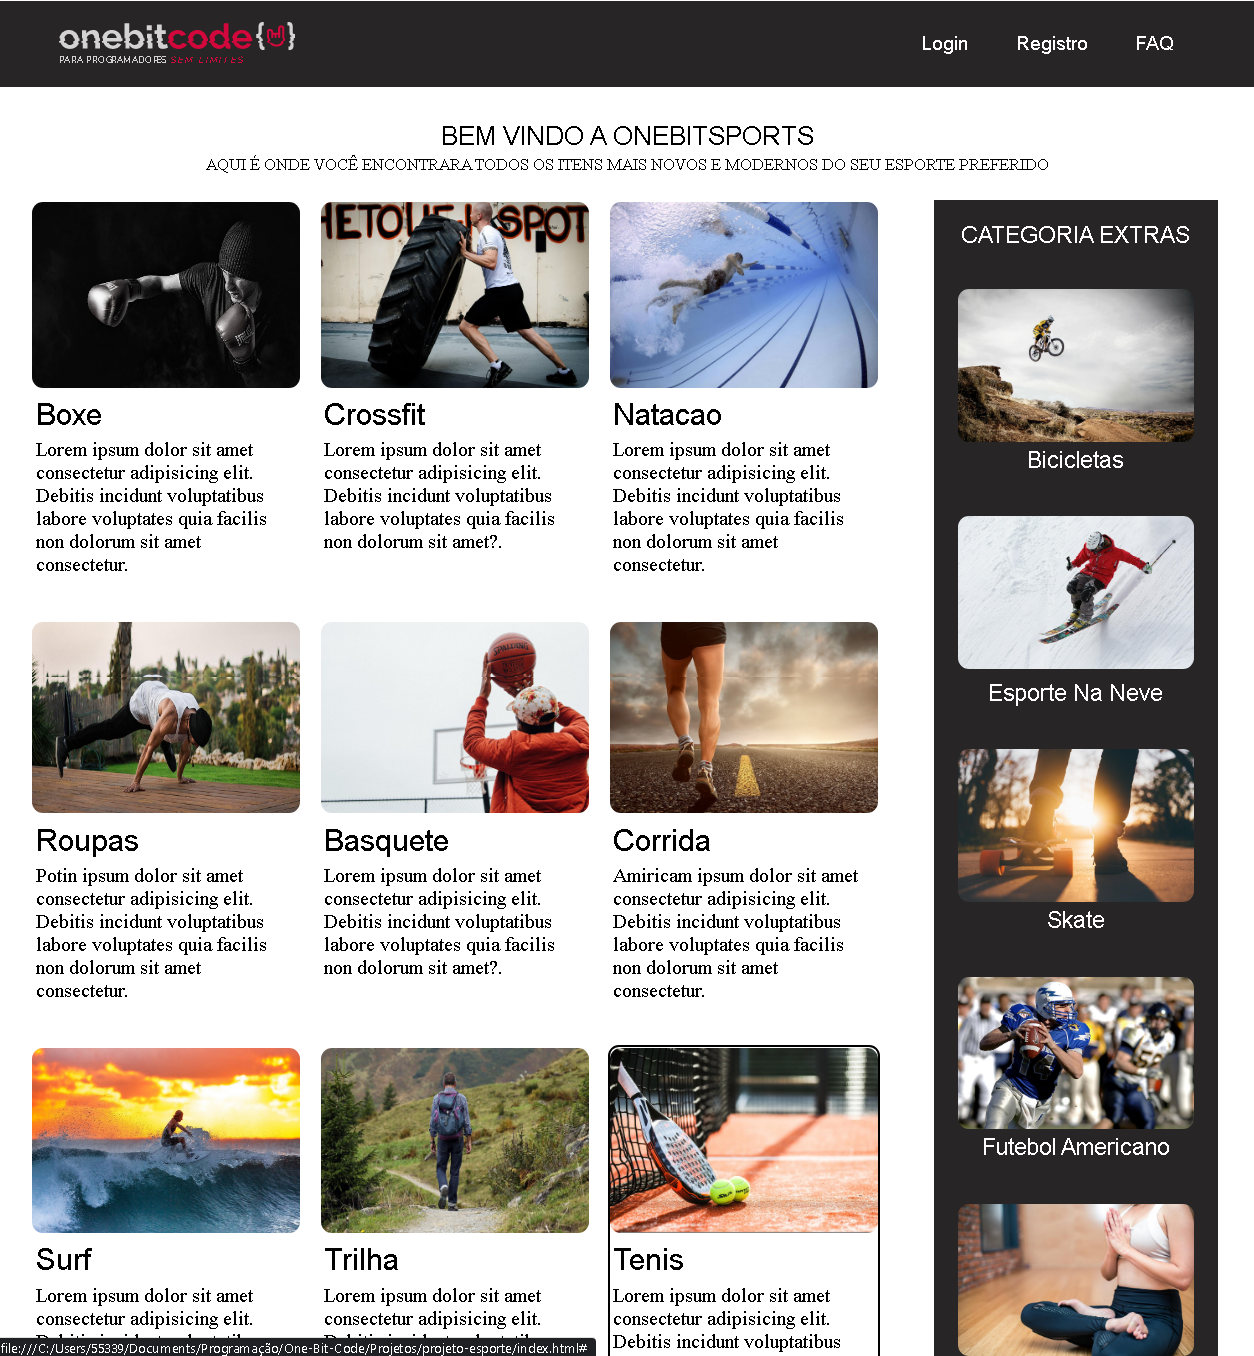 onebitcode{}
PARA PROGRAMADORES SEM LIMITES
Login Registro FAQ
BEM VINDO A ONEBITSPORTS
AQUI É ONDE VOCÊ ENCONTRARA TODOS OS ITENS MAIS NOVOS E MODERNOS DO SEU ESPORTE PREFERIDO
SPOT
Boxe
Lorem ipsum dolor sit amet
consectetur adipisicing elit.
Debitis incidunt voluptatibus
labore voluptates quia facilis
non dolorum sit amet
consectetur.
Crossfit
Lorem ipsum dolor sit amet
consectetur adipisicing elit.
Debitis incidunt voluptatibus
labore voluptates quia facilis
non dolorum sit amet?.
Natacao
Lorem ipsum dolor sit amet
consectetur adipisicing elit.
Debitis incidunt voluptatibus
labore voluptates quia facilis
non dolorum sit amet
consectetur.
SPALDING
Roupas
Potin ipsum dolor sit amet
consectetur adipisicing elit.
Debitis incidunt voluptatibus
labore voluptates quia facilis
non dolorum sit amet
consectetur.
Basquete
Lorem ipsum dolor sit amet
consectetur adipisicing elit.
Debitis incidunt voluptatibus
labore voluptates quia facilis
non dolorum sit amet?.
Corrida
Amiricam ipsum dolor sit amet
consectetur adipisicing elit.
Debitis incidunt voluptatibus
labore voluptates quia facilis
non dolorum sit amet
consectetur.
Surf
Lorem ipsum dolor sit amet
consectetur adipisicing elit.
Trilha
Lorem ipsum dolor sit amet
consectetur adipisicing elit.
Tenis
Lorem ipsum dolor sit amet
consectetur adipisicing elit.
Debitis incidunt voluptatibus
CATEGORIA EXTRAS
Bicicletas
Esporte Na Neve
Skate
Futebol Americano
file:///C:/Users/55339/Documents/Programação/One-Bit-Code/Projetos/projeto-esporte/index.html#